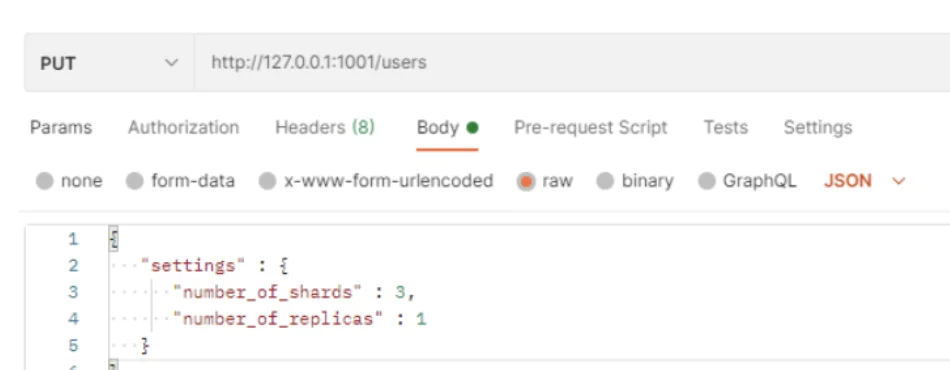 PUT http://127.0.0.1:1001/users
Params Authorization Headers (8) Body Pre-request Script Tests Settings
none form-data x-www-form-urlencoded raw binary GraphQL JSON
1 {
2 "settings" : {
3 "number_of_shards" : 3,
4 "number_of_replicas" : 1
5 }
6 }